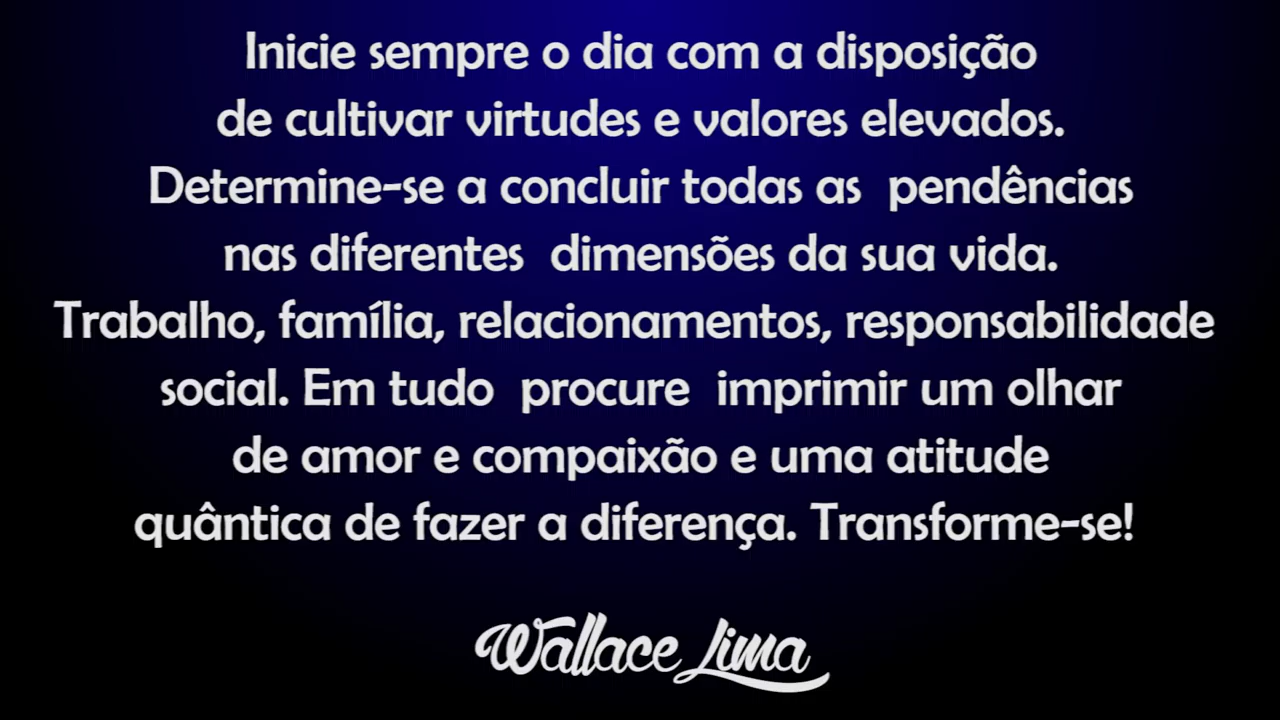 Inicie sempre o dia com a disposição
de cultivar virtudes e valores elevados.
Determine-se a concluir todas as pendências
nas diferentes dimensões da sua vida.
Trabalho, família, relacionamentos, responsabilidade
social. Em tudo procure imprimir um olhar
de amor e compaixão e uma atitude
quântica de fazer a diferença. Transforme-se!
Wallace Lima